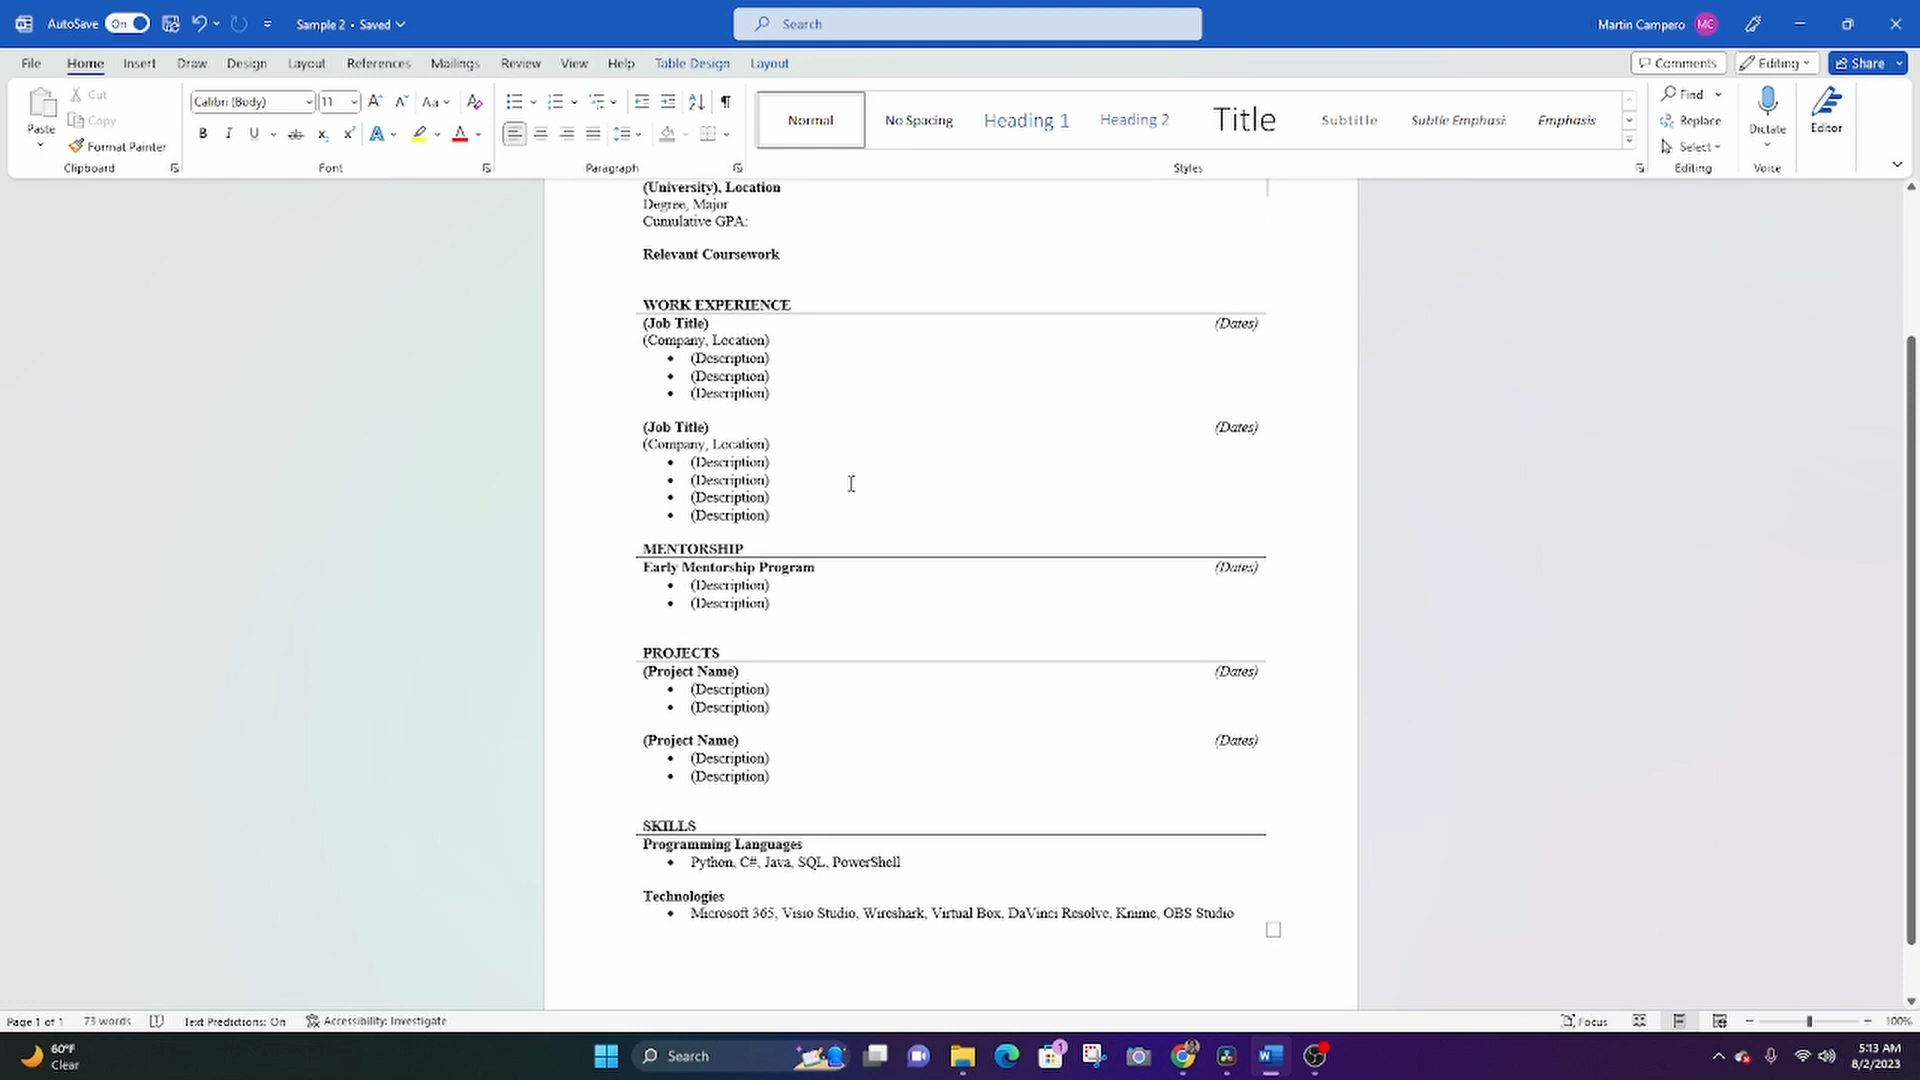 AutoSave On Sample 2 • Saved Search Martin Campero MC
File Home Insert Draw Design Layout References Mailings Review View Help Table Design Layout Comments Editing Share
Paste Cut Copy Format Painter Clipboard
Calibri (Body) 11 Font
Paragraph
Normal No Spacing Heading 1 Heading 2 Title Subtitle Subtle Emphasi: Emphasis Styles
Find Replace Select Editing
Dictate Voice
Editor
(University), Location
Degree, Major
Cumulative GPA:
Relevant Coursework
WORK EXPERIENCE
(Job Title) (Dates)
(Company, Location)
• (Description)
• (Description)
• (Description)
(Job Title) (Dates)
(Company, Location)
• (Description)
• (Description)
• (Description)
• (Description)
MENTORSHIP
Early Mentorship Program (Dates)
• (Description)
• (Description)
PROJECTS
(Project Name) (Dates)
• (Description)
• (Description)
(Project Name) (Dates)
• (Description)
• (Description)
SKILLS
Programming Languages
• Python, C#, Java, SQL, PowerShell
Technologies
• Microsoft 365, Visio Studio, Wireshark, Virtual Box, DaVinci Resolve, Knime, OBS Studio
Page 1 of 1 73 words Text Predictions: On Accessibility: Investigate Focus 100%
60°F
Clear
Search
5:13 AM
8/2/2023